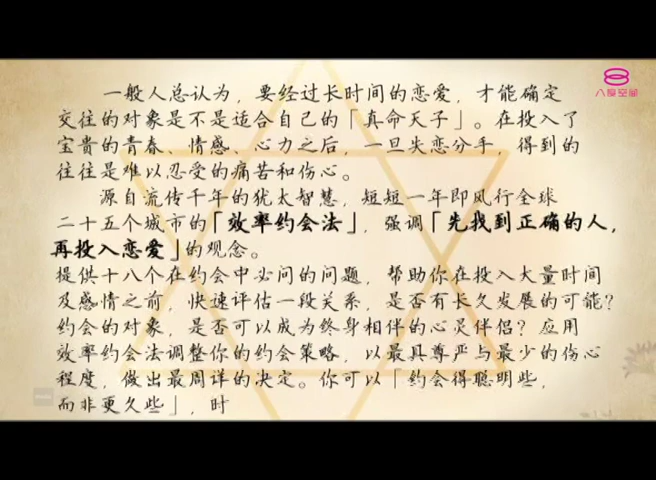 一般人总认为，要经过长时间的恋爱，才能确定
交往的对象是不是适合自己的「真命天子」。在投入了
宝贵的青春、情感、心力之后，一旦失恋分手，得到的
往往是难以忍受的痛苦和伤心。
源自流传千年的犹太智慧，短短一年即风行全球
二十五个城市的「效率约会法」，强调「先找到正确的人，
再投入恋爱」的观念。
提供十八个在约会中必问的问题，帮助你在投入大量时间
及感情之前，快速评估一段关系，是否有长久发展的可能？
约会的对象，是否可以成为终身相伴的心灵伴侣？应用
效率约会法调整你的约会策略，以最具尊严与最少的伤心
程度，做出最周详的决定。你可以「约会得聪明些，
而非更久些」，时
八度空间